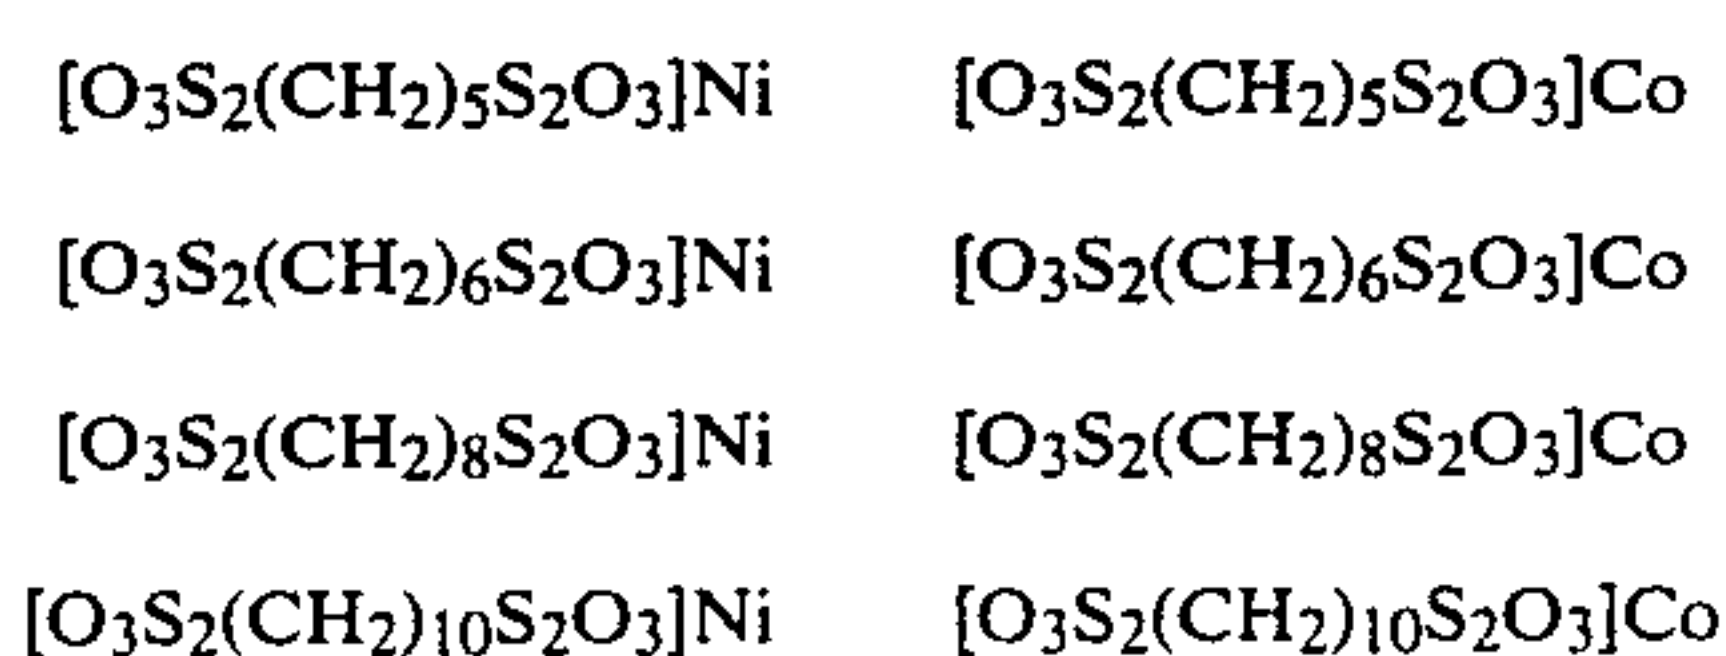 [O₃S₂(CH₂)₅S₂O₃]Ni [O₃S₂(CH₂)₅S₂O₃]Co
[O₃S₂(CH₂)₆S₂O₃]Ni [O₃S₂(CH₂)₆S₂O₃]Co
[O₃S₂(CH₂)₈S₂O₃]Ni [O₃S₂(CH₂)₈S₂O₃]Co
[O₃S₂(CH₂)₁₀S₂O₃]Ni [O₃S₂(CH₂)₁₀S₂O₃]Co